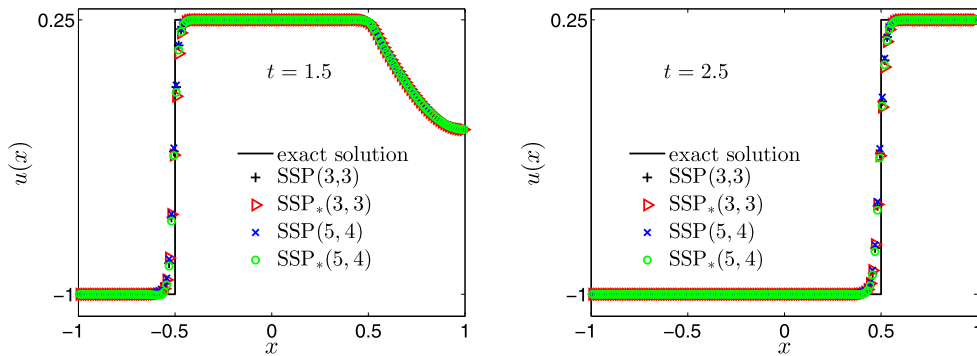 0.25
t = 1.5
u(x)
exact solution
SSP(3,3)
SSP*(3, 3)
SSP(5, 4)
SSP*(5, 4)
−1
−1
−0.5
0
0.5
1
x
0.25
t = 2.5
u(x)
exact solution
SSP(3,3)
SSP*(3, 3)
SSP(5, 4)
SSP*(5, 4)
−1
−1
−0.5
0
0.5
1
x